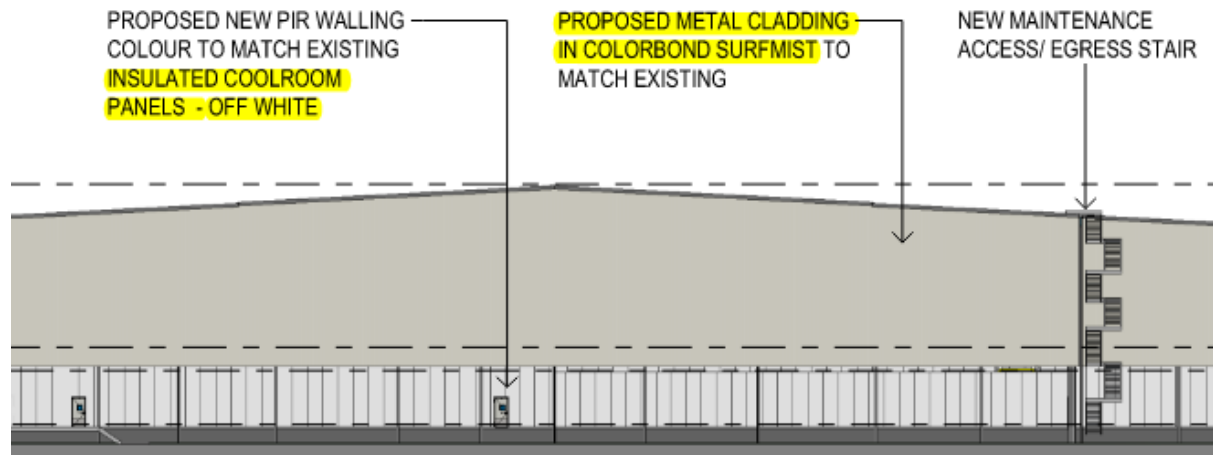 PROPOSED NEW PIR WALLING
COLOUR TO MATCH EXISTING
INSULATED COOLROOM
PANELS - OFF WHITE
PROPOSED METAL CLADDING
IN COLORBOND SURFMIST TO
MATCH EXISTING
NEW MAINTENANCE
ACCESS/ EGRESS STAIR